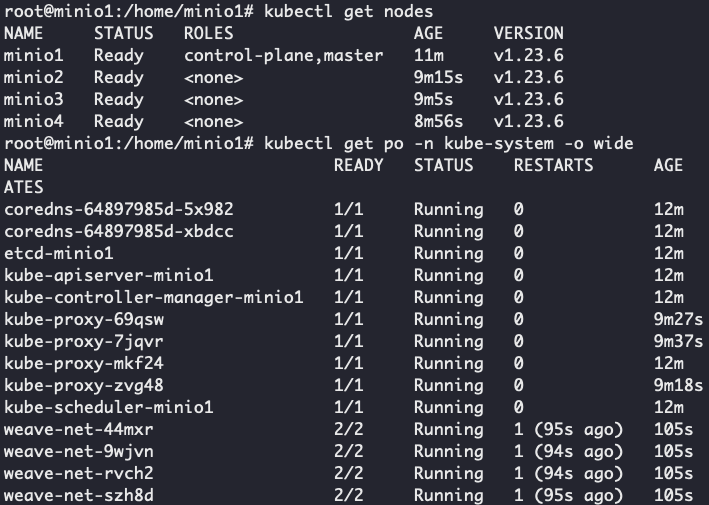 root@minio1:/home/minio1# kubectl get nodes
NAME     STATUS   ROLES                  AGE     VERSION
minio1   Ready    control-plane,master   11m     v1.23.6
minio2   Ready    <none>                 9m15s   v1.23.6
minio3   Ready    <none>                 9m5s    v1.23.6
minio4   Ready    <none>                 8m56s   v1.23.6
root@minio1:/home/minio1# kubectl get po -n kube-system -o wide
NAME                             READY   STATUS    RESTARTS      AGE
ATES
coredns-64897985d-5x982          1/1     Running   0             12m
coredns-64897985d-xbdcc          1/1     Running   0             12m
etcd-minio1                      1/1     Running   0             12m
kube-apiserver-minio1            1/1     Running   0             12m
kube-controller-manager-minio1   1/1     Running   0             12m
kube-proxy-69qsw                 1/1     Running   0             9m27s
kube-proxy-7jqvr                 1/1     Running   0             9m37s
kube-proxy-mkf24                 1/1     Running   0             12m
kube-proxy-zvg48                 1/1     Running   0             9m18s
kube-scheduler-minio1            1/1     Running   0             12m
weave-net-44mxr                  2/2     Running   1 (95s ago)   105s
weave-net-9wjvn                  2/2     Running   1 (94s ago)   105s
weave-net-rvch2                  2/2     Running   1 (94s ago)   105s
weave-net-szh8d                  2/2     Running   1 (95s ago)   105s